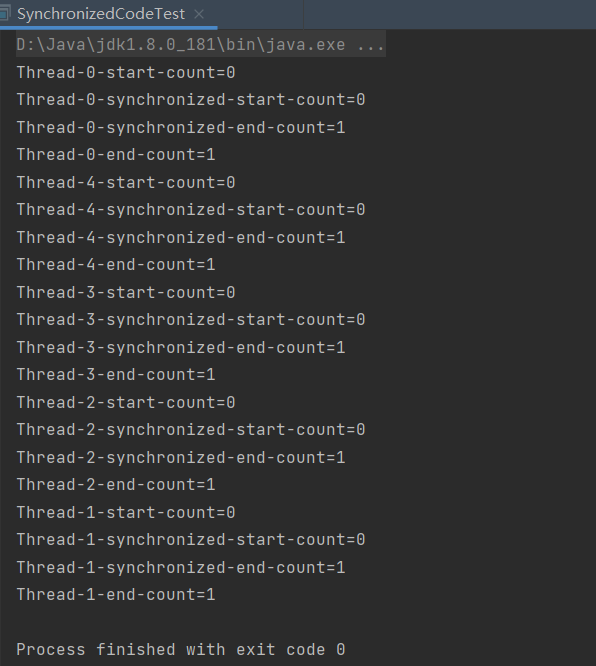 SynchronizedCodeTest
D:\Java\jdk1.8.0_181\bin\java.exe ...
Thread-0-start-count=0
Thread-0-synchronized-start-count=0
Thread-0-synchronized-end-count=1
Thread-0-end-count=1
Thread-4-start-count=0
Thread-4-synchronized-start-count=0
Thread-4-synchronized-end-count=1
Thread-4-end-count=1
Thread-3-start-count=0
Thread-3-synchronized-start-count=0
Thread-3-synchronized-end-count=1
Thread-3-end-count=1
Thread-2-start-count=0
Thread-2-synchronized-start-count=0
Thread-2-synchronized-end-count=1
Thread-2-end-count=1
Thread-1-start-count=0
Thread-1-synchronized-start-count=0
Thread-1-synchronized-end-count=1
Thread-1-end-count=1
Process finished with exit code 0